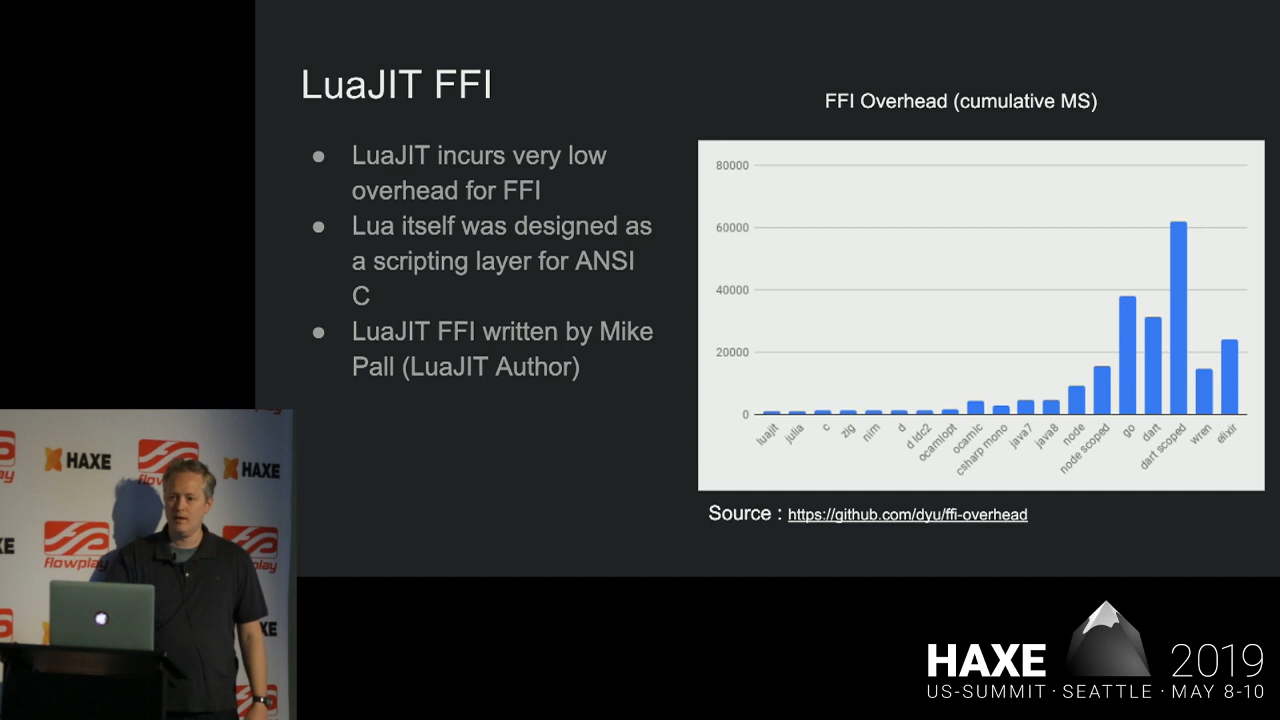 LuaJIT FFI
● LuaJIT incurs very low
overhead for FFI
● Lua itself was designed as
a scripting layer for ANSI
C
● LuaJIT FFI written by Mike
Pall (LuaJIT Author)
FFI Overhead (cumulative MS)
80000
60000
40000
20000
0
luajit
julia
c
zig
nim
d
d ldc2
ocamlopt
ocamlc
csharp mono
java7
java8
node
node scoped
go
dart
dart scoped
wren
elixir
Source : https://github.com/dyu/ffi-overhead
HAXE
HAXE
flowplay
HAXE 2019
US-SUMMIT · SEATTLE · MAY 8-10